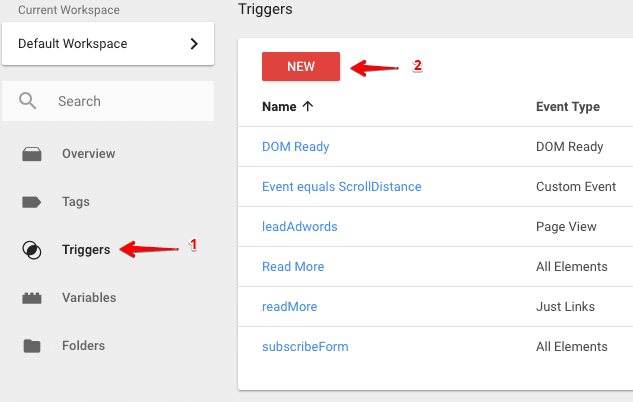 Current Workspace
Default Workspace
Search
Overview
Tags
Triggers 1
Variables
Folders
Triggers
NEW 2
Name Event Type
DOM Ready DOM Ready
Event equals ScrollDistance Custom Event
leadAdwords Page View
Read More All Elements
readMore Just Links
subscribeForm All Elements